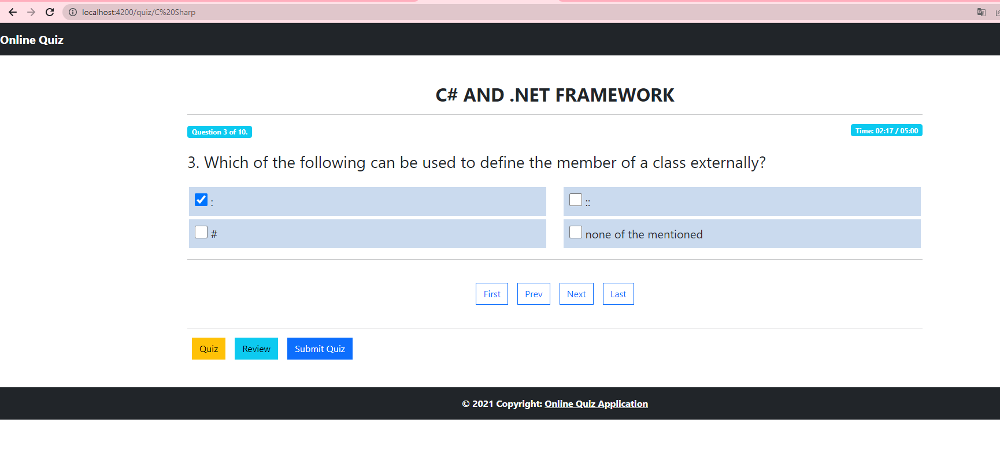 localhost:4200/quiz/C%20Sharp
Online Quiz
C# AND .NET FRAMEWORK
Question 3 of 10.
Time: 02:17 / 05:00
3. Which of the following can be used to define the member of a class externally?
:
::
#
none of the mentioned
First Prev Next Last
Quiz Review Submit Quiz
© 2021 Copyright: Online Quiz Application